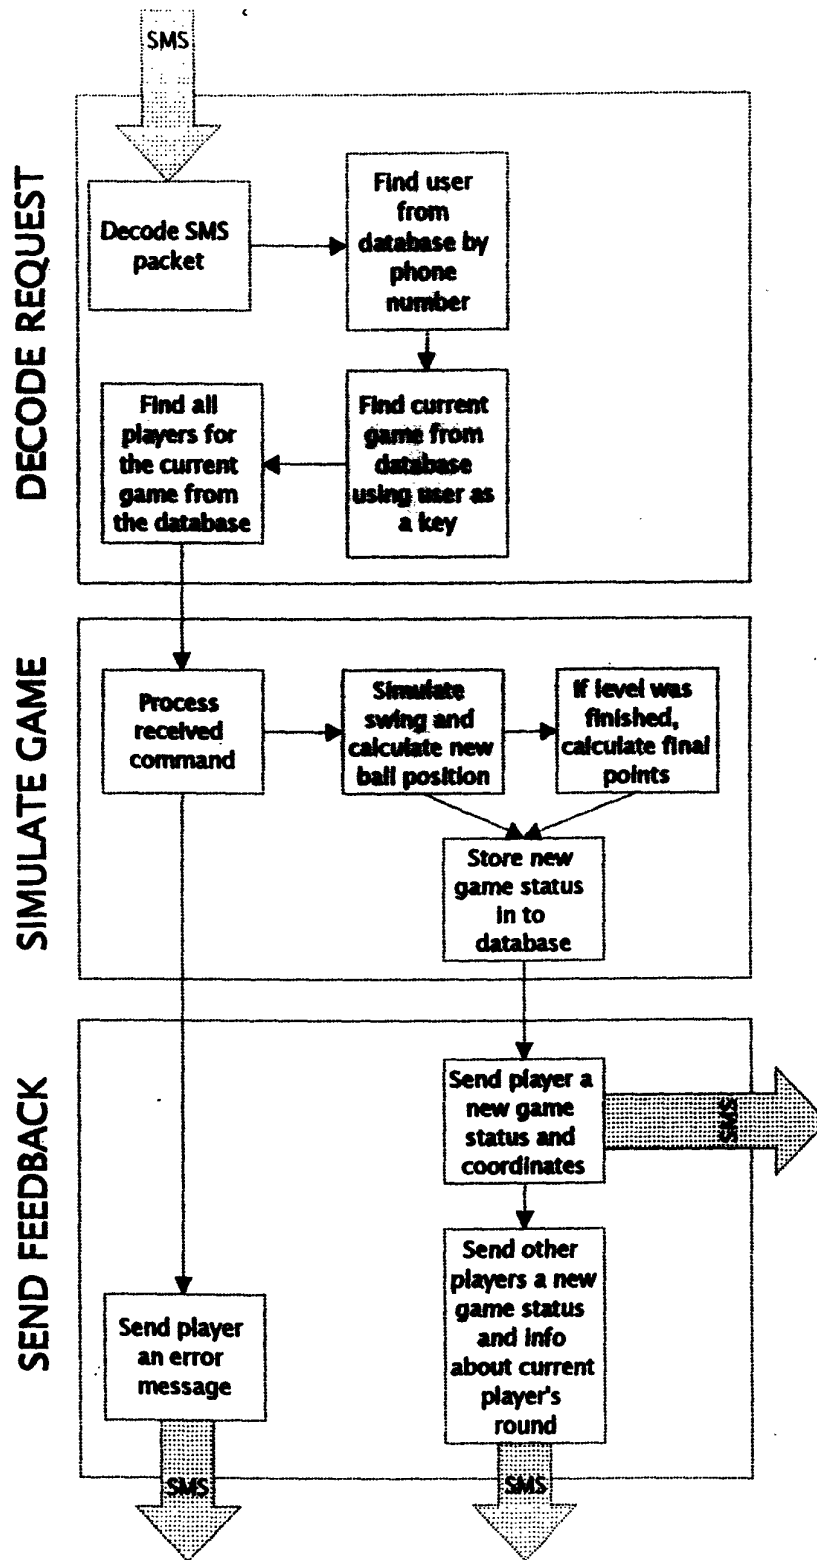 SMS
DECODE REQUEST
Decode SMS
packet
Find user
from
database by
phone
number
Find current
game from
database
using user as
a key
Find all
players for
the current
game from
the database
SIMULATE GAME
Process
received
command
Simulate
swing and
calculate new
ball position
If level was
finished,
calculate final
points
Store new
game status
in to
database
SEND FEEDBACK
Send player a
new game
status and
coordinates
SMS
Send other
players a new
game status
and info
about current
player's
round
Send player
an error
message
SMS
SMS